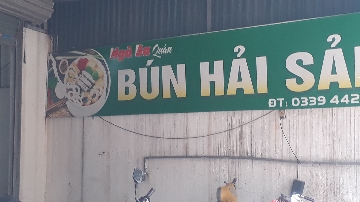 Quán
BÚN HẢI SẢ
ĐT: 0339 442